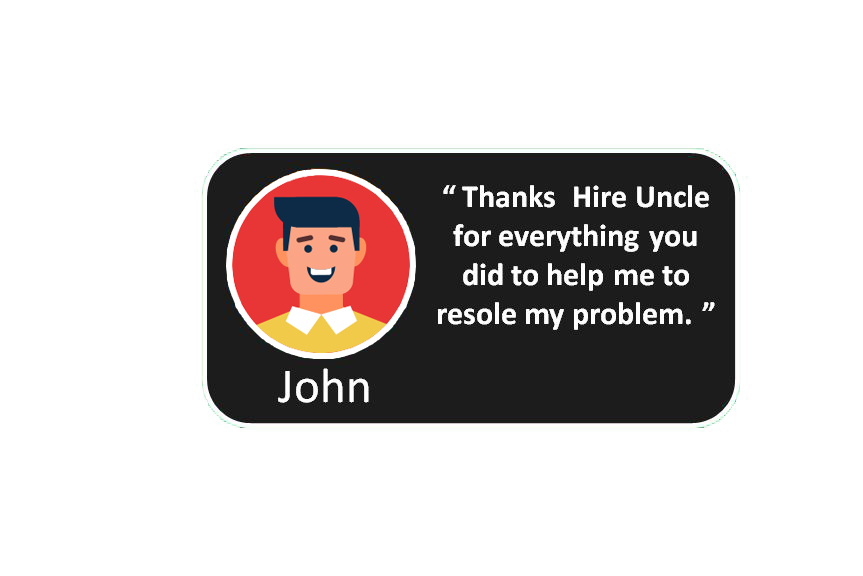 “ Thanks  Hire Uncle
for everything you
did to help me to
resole my problem. ”
John